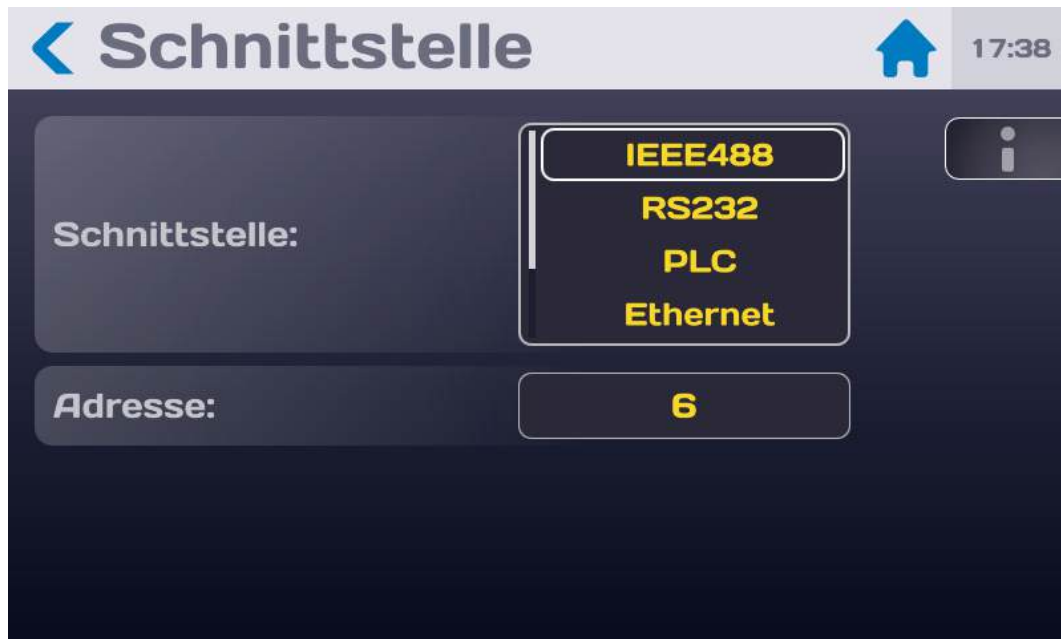 Schnittstelle
17:38
Schnittstelle:
IEEE488
RS232
PLC
Ethernet
Adresse:
6